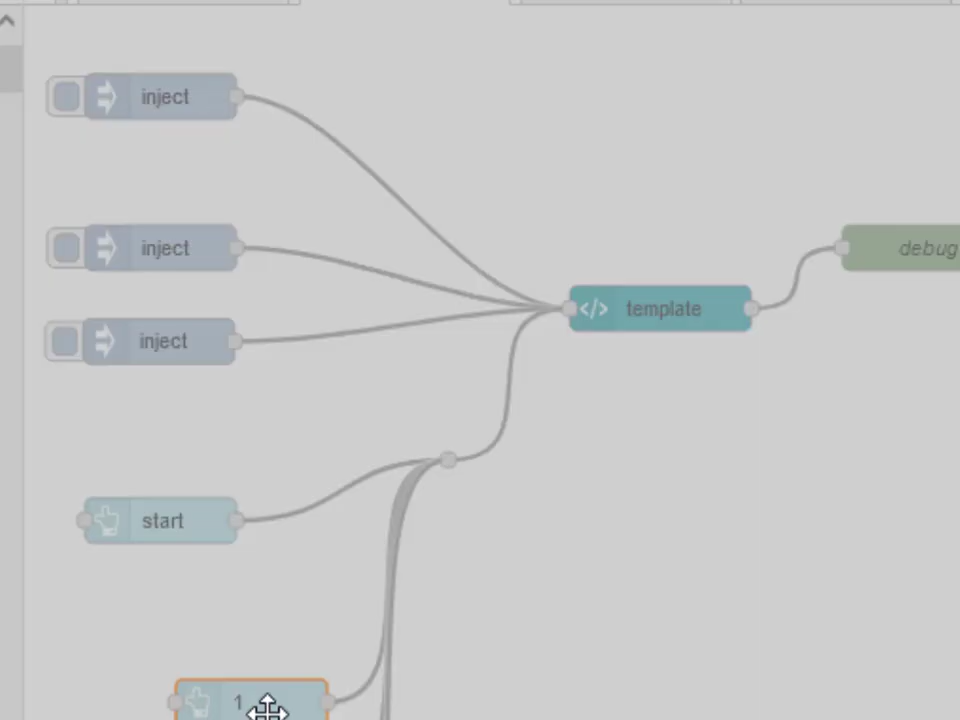 inject
inject
debug
template
inject
start
1